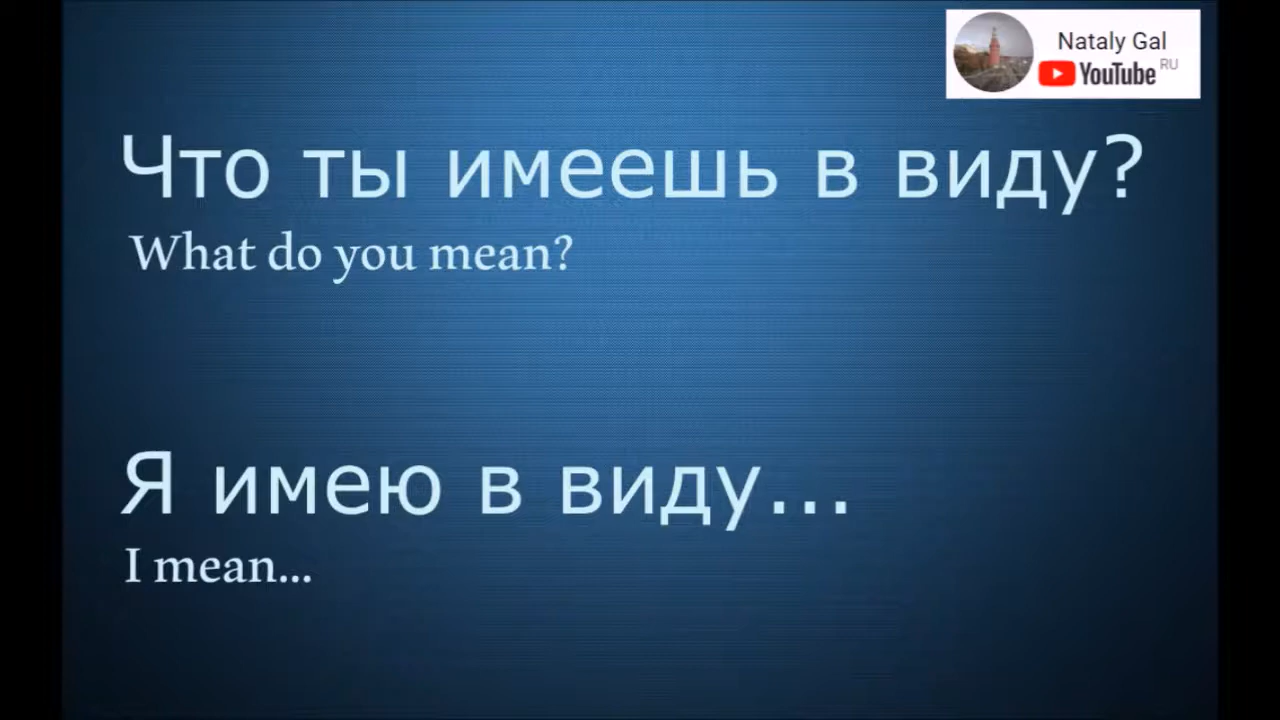 Nataly Gal
YouTube RU
Что ты имеешь в виду?
What do you mean?
Я имею в виду...
I mean...